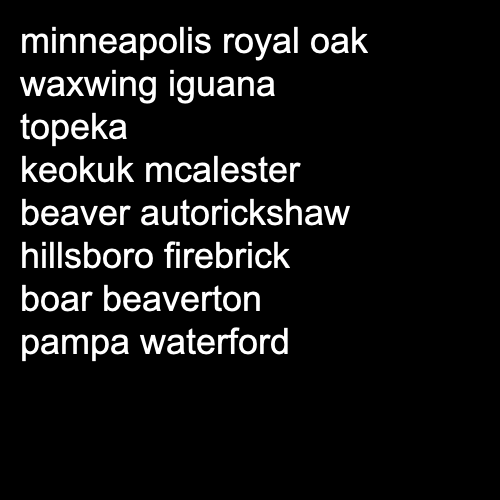 minneapolis royal oak
waxwing iguana
topeka
keokuk mcalester
beaver autorickshaw
hillsboro firebrick
boar beaverton
pampa waterford